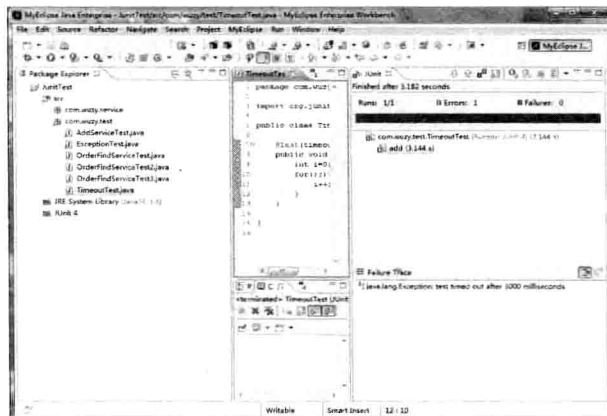 MyEclipse Java Enterprise - JunitTest/src/com/wuzy/test/TimeoutTest.java - MyEclipse Enterprise Workbench
File Edit Source Refactor Navigate Search Project MyEclipse Run Window Help
MyEclipse J...
Package Explorer
JunitTest
src
com.wuzy.service
com.wuzy.test
AddServiceTest.java
ExceptionTest.java
OrderFindServiceTest.java
OrderFindServiceTest2.java
OrderFindServiceTest3.java
TimeoutTest.java
JRE System Library
JUnit 4
TimeoutTes
package com.wuzy
import org.junit
public class Tim
@Test(timeou
public void
int i=0;
for(;;){
i++;
}
}
}
<terminated> TimeoutTest [JUnit
JUnit
Finished after 3.182 seconds
Runs: 1/1
Errors: 1
Failures: 0
com.wuzy.test.TimeoutTest
add (3.144 s)
Failure Trace
java.lang.Exception: test timed out after 3000 milliseconds
Writable
Smart Insert
12 : 10